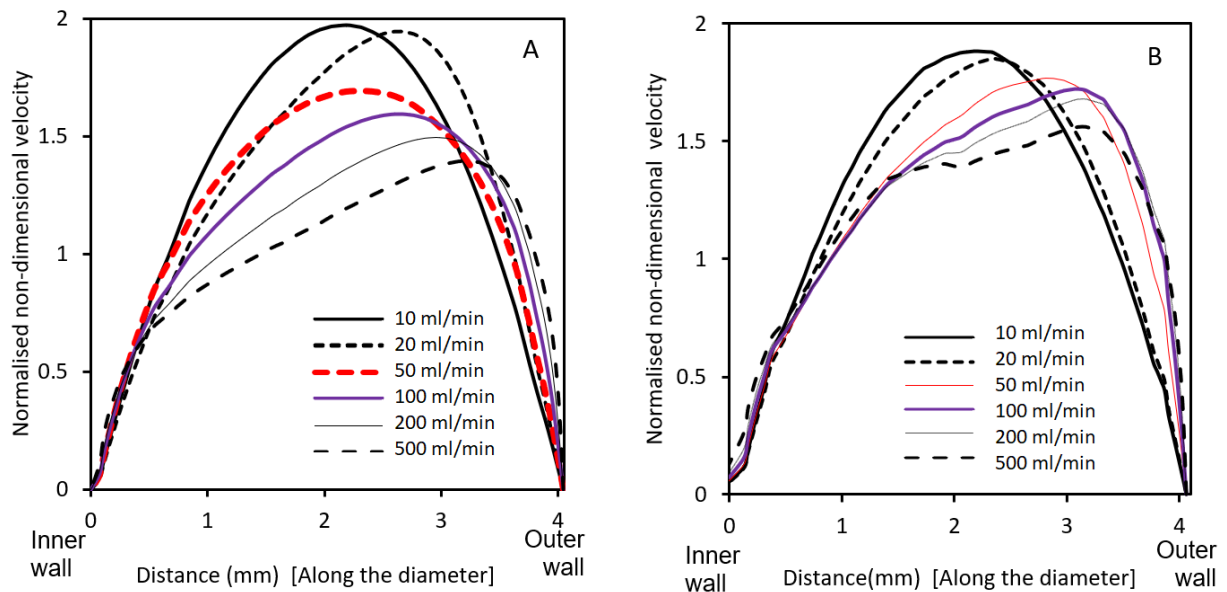 A
Normalised non-dimensional velocity
2
1.5
1
0.5
0
10 ml/min
20 ml/min
50 ml/min
100 ml/min
200 ml/min
500 ml/min
0 1 2 3 4
Inner
wall
Outer
wall
Distance (mm) [Along the diameter]
B
Normalised non-dimensional velocity
2
1.5
1
0.5
0
10 ml/min
20 ml/min
50 ml/min
100 ml/min
200 ml/min
500 ml/min
0 1 2 3 4
Inner
wall
Outer
wall
Distance(mm) [Along the diameter]